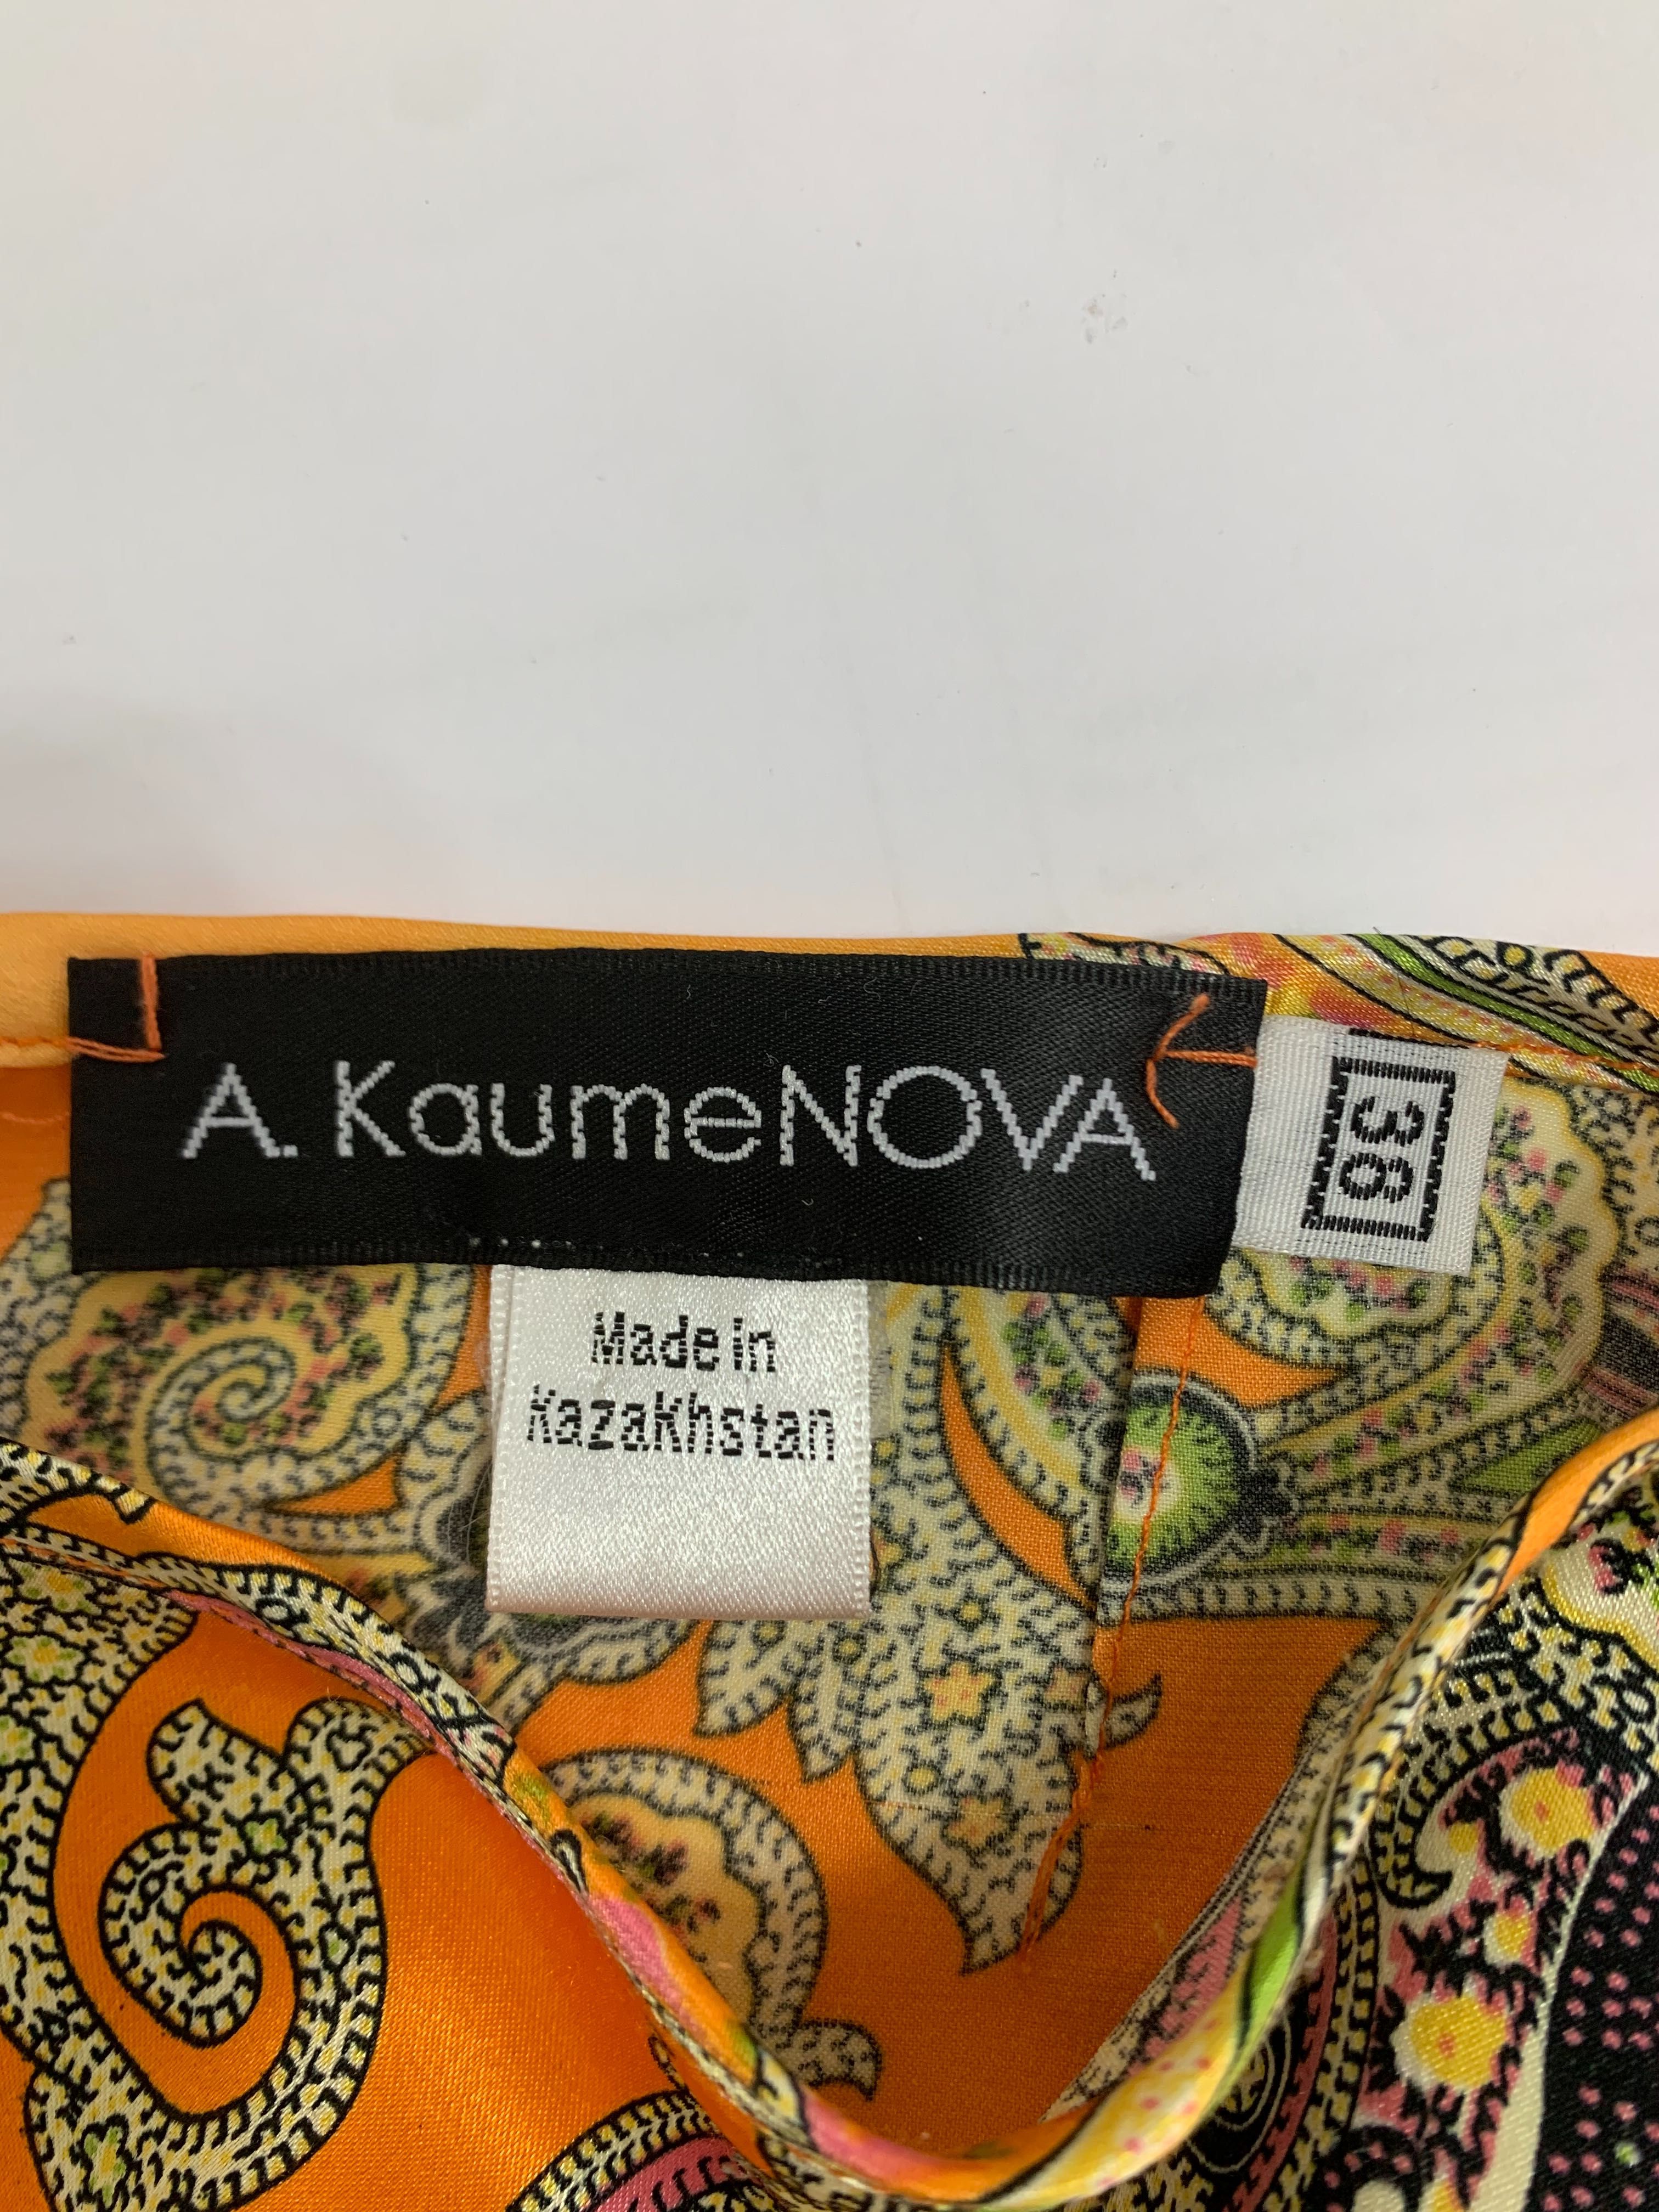 A. KaumeNOVA
38
Made in
Kazakhstan